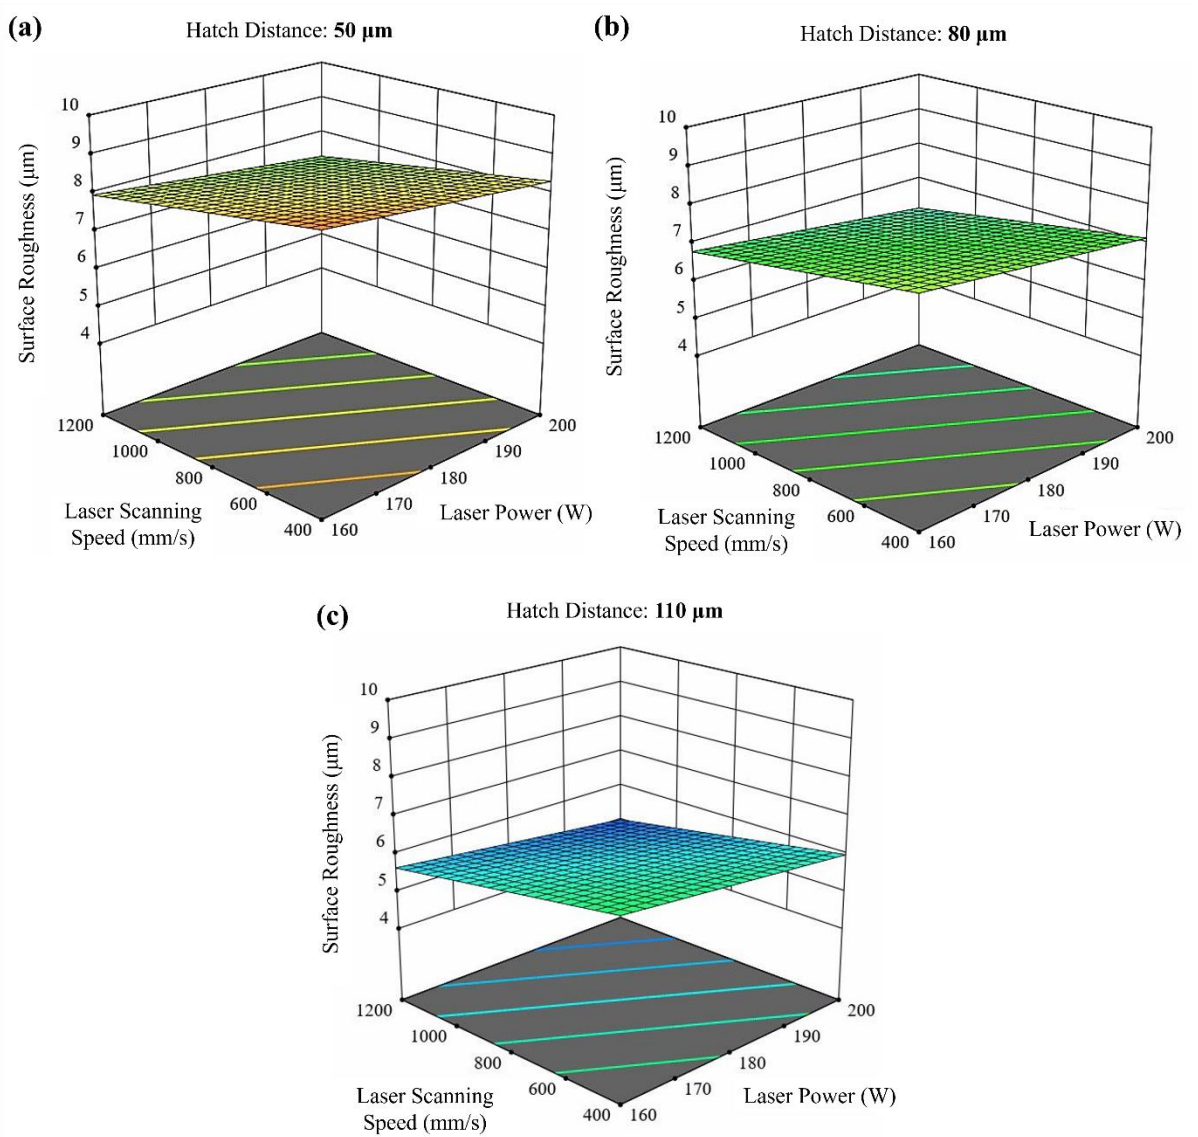 (a)
Hatch Distance: 50 μm
Surface Roughness (μm)
10
9
8
7
6
5
4
1200
1000
800
600
400
Laser Scanning
Speed (mm/s)
160
170
180
190
200
Laser Power (W)
(b)
Hatch Distance: 80 μm
Surface Roughness (μm)
10
9
8
7
6
5
4
1200
1000
800
600
400
Laser Scanning
Speed (mm/s)
160
170
180
190
200
Laser Power (W)
(c)
Hatch Distance: 110 μm
Surface Roughness (μm)
10
9
8
7
6
5
4
1200
1000
800
600
400
Laser Scanning
Speed (mm/s)
160
170
180
190
200
Laser Power (W)